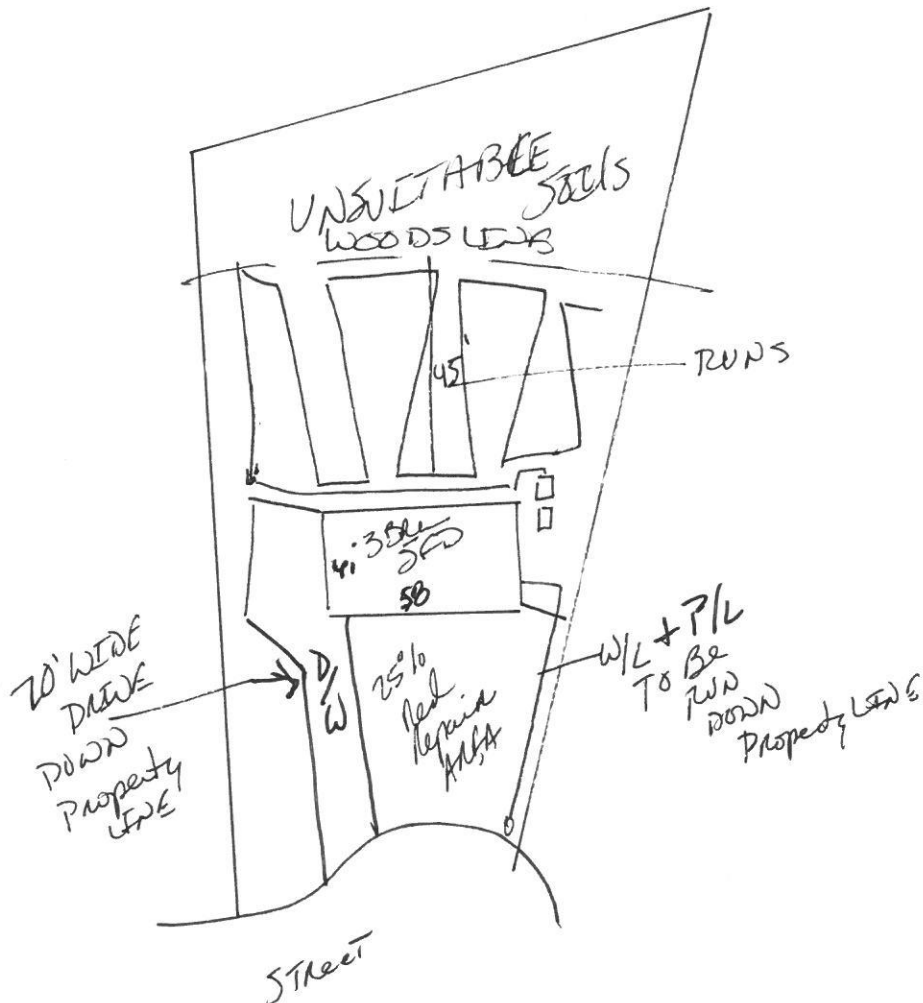 UNSUITABLE
SOILS
WOODS LINE
45'
RUNS
3 BR
SFD
41'
58
20' WIDE
DRIVE
DOWN
Property
LINE
D/W
25%
Red
Repair
AREA
W/L + P/L
TO Be
RUN
DOWN
Property LINE
STReeT